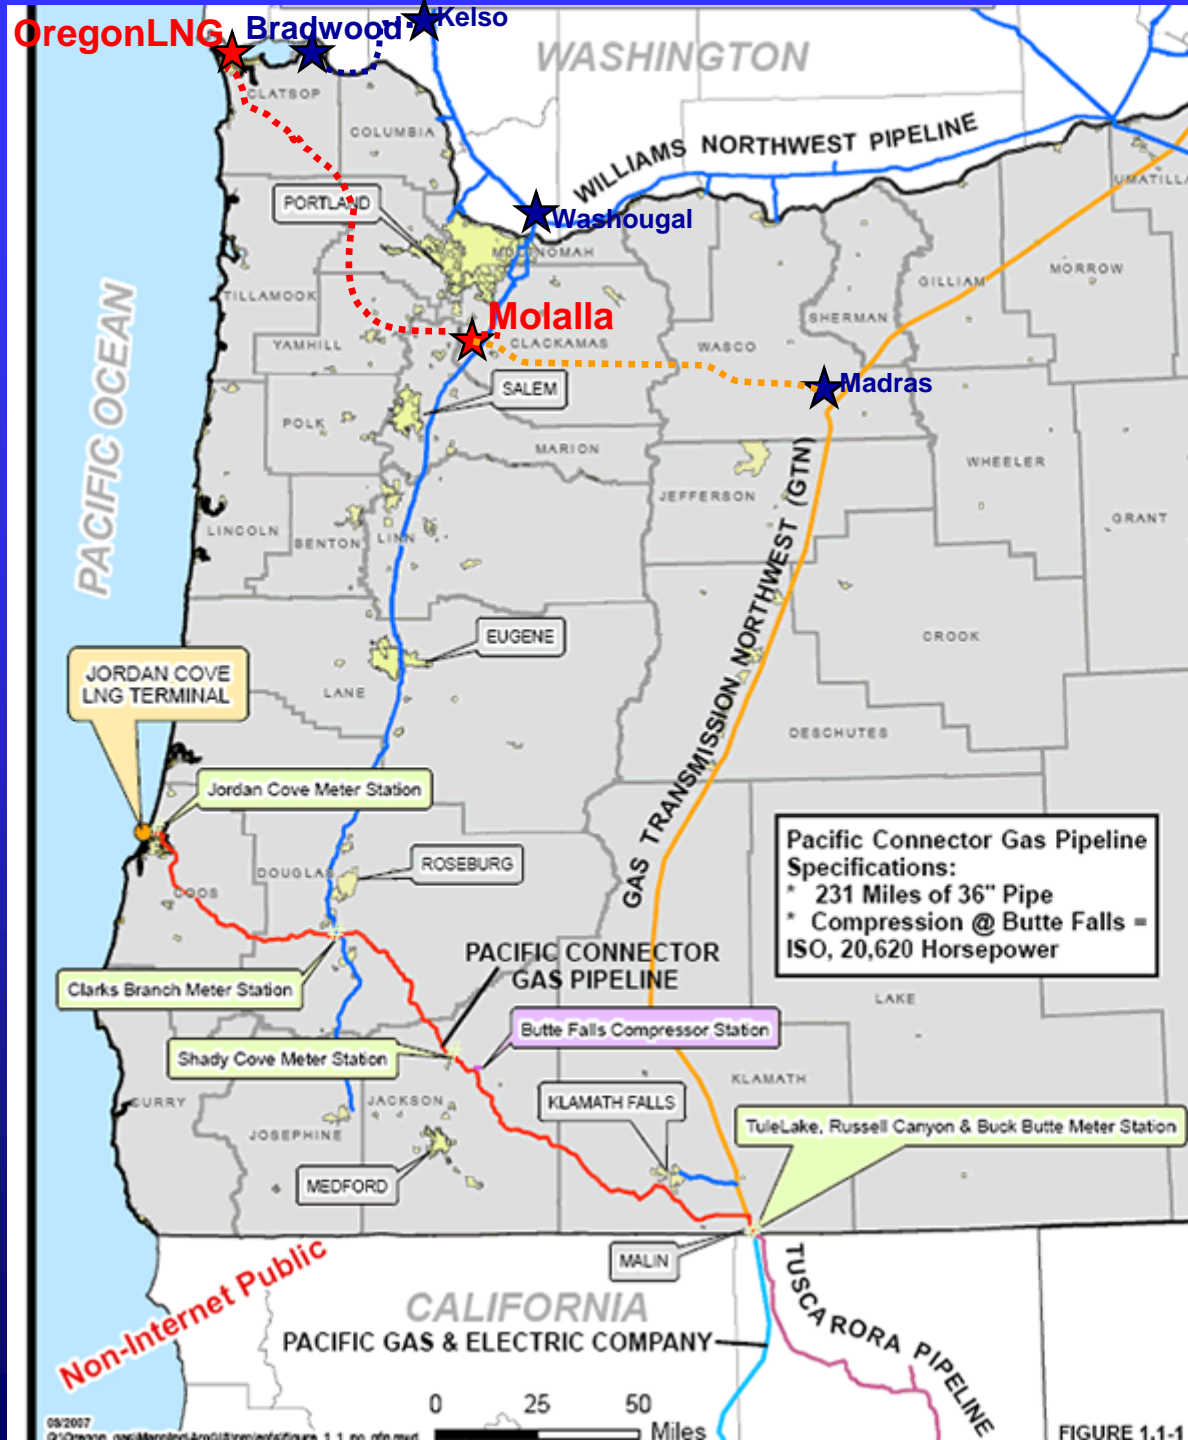 OregonLNG
Bradwood
Kelso
WASHINGTON
CLATSOP
COLUMBIA
WILLIAMS NORTHWEST PIPELINE
UMATILLA
PORTLAND
Washougal
MULTNOMAH
TILLAMOOK
GILLIAM
MORROW
SHERMAN
Molalla
YAMHILL
CLACKAMAS
WASCO
PACIFIC OCEAN
SALEM
Madras
POLK
MARION
WHEELER
JEFFERSON
GRANT
LINCOLN
BENTON
LINN
GAS TRANSMISSION NORTHWEST (GTN)
EUGENE
CROOK
JORDAN COVE
LNG TERMINAL
LANE
DESCHUTES
Jordan Cove Meter Station
Pacific Connector Gas Pipeline
Specifications:
* 231 Miles of 36" Pipe
* Compression @ Butte Falls =
ISO, 20,620 Horsepower
ROSEBURG
DOUGLAS
COOS
PACIFIC CONNECTOR
GAS PIPELINE
Clarks Branch Meter Station
LAKE
Butte Falls Compressor Station
Shady Cove Meter Station
KLAMATH
KLAMATH FALLS
CURRY
JACKSON
JOSEPHINE
TuleLake, Russell Canyon & Buck Butte Meter Station
MEDFORD
MALIN
Non-Internet Public
CALIFORNIA
PACIFIC GAS & ELECTRIC COMPANY
TUSCARORA PIPELINE
0 25 50
Miles
08/2007
FIGURE 1.1-1